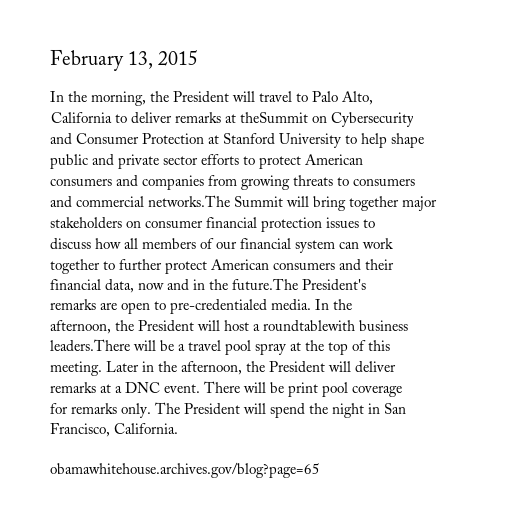 February 13, 2015
In the morning, the President will travel to Palo Alto,
California to deliver remarks at theSummit on Cybersecurity
and Consumer Protection at Stanford University to help shape
public and private sector efforts to protect American
consumers and companies from growing threats to consumers
and commercial networks.The Summit will bring together major
stakeholders on consumer financial protection issues to
discuss how all members of our financial system can work
together to further protect American consumers and their
financial data, now and in the future.The President's
remarks are open to pre-credentialed media. In the
afternoon, the President will host a roundtablewith business
leaders.There will be a travel pool spray at the top of this
meeting. Later in the afternoon, the President will deliver
remarks at a DNC event. There will be print pool coverage
for remarks only. The President will spend the night in San
Francisco, California.
obamawhitehouse.archives.gov/blog?page=65